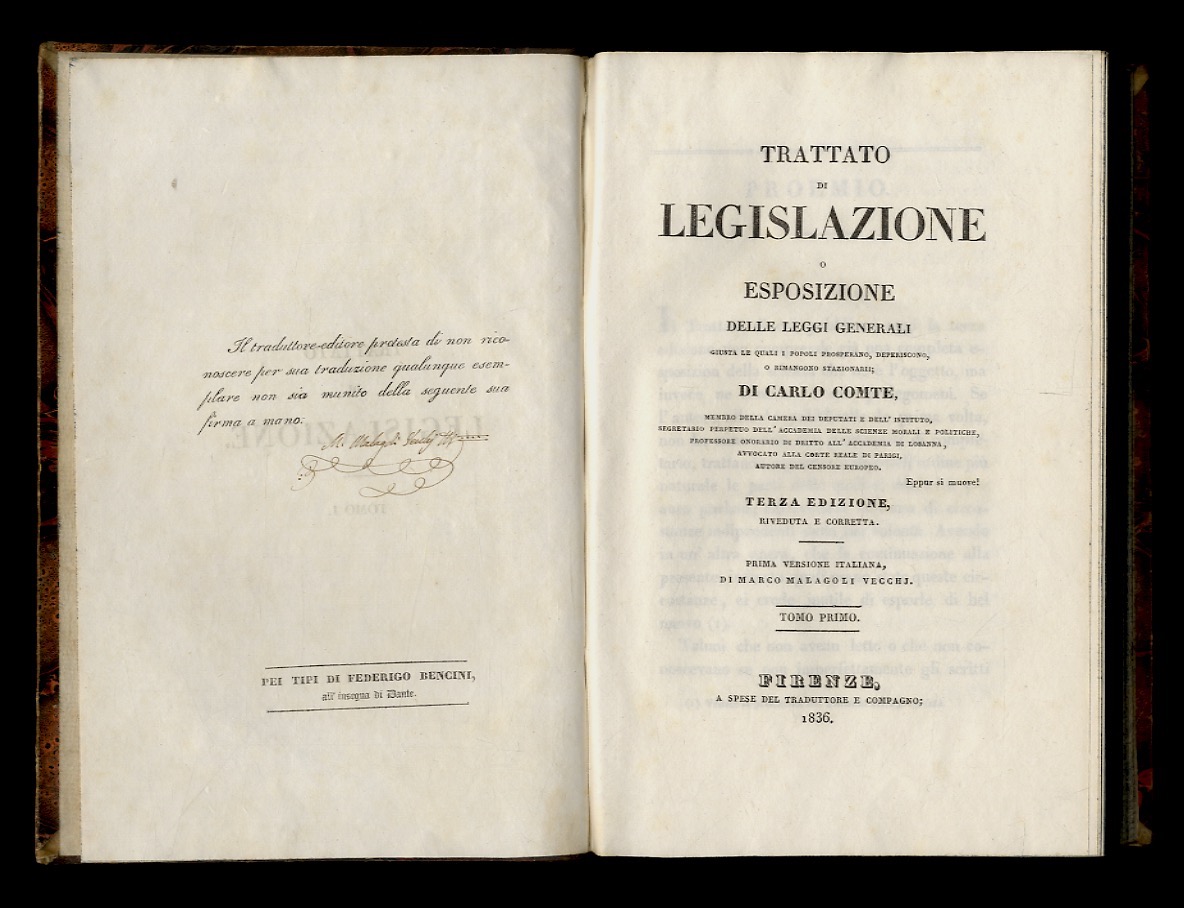 Il traduttore-editore protesta di non rico-
noscere per sua traduzione qualunque esem-
plare non sia munito della seguente sua
firma a mano:
M. Malagoli
PEI TIPI DI FEDERIGO BENCINI,
all' insegna di Dante.
TRATTATO
DI
LEGISLAZIONE
O
ESPOSIZIONE
DELLE LEGGI GENERALI
GIUSTA LE QUALI I POPOLI PROSPERANO, DEPERISCONO,
O RIMANGONO STAZIONARII;
DI CARLO COMTE,
MEMBRO DELLA CAMERA DEI DEPUTATI E DELL' ISTITUTO,
SEGRETARIO PERPETUO DELL' ACCADEMIA DELLE SCIENZE MORALI E POLITICHE,
PROFESSORE ONORARIO DI DRITTO ALL' ACCADEMIA DI LOSANNA,
AVVOCATO ALLA CORTE REALE DI PARIGI,
AUTORE DEL CENSORE EUROPEO.
Eppur si muove!
TERZA EDIZIONE,
RIVEDUTA E CORRETTA.
PRIMA VERSIONE ITALIANA,
DI MARCO MALAGOLI VECCHJ.
TOMO PRIMO.
FIRENZE,
A SPESE DEL TRADUTTORE E COMPAGNO;
1836.